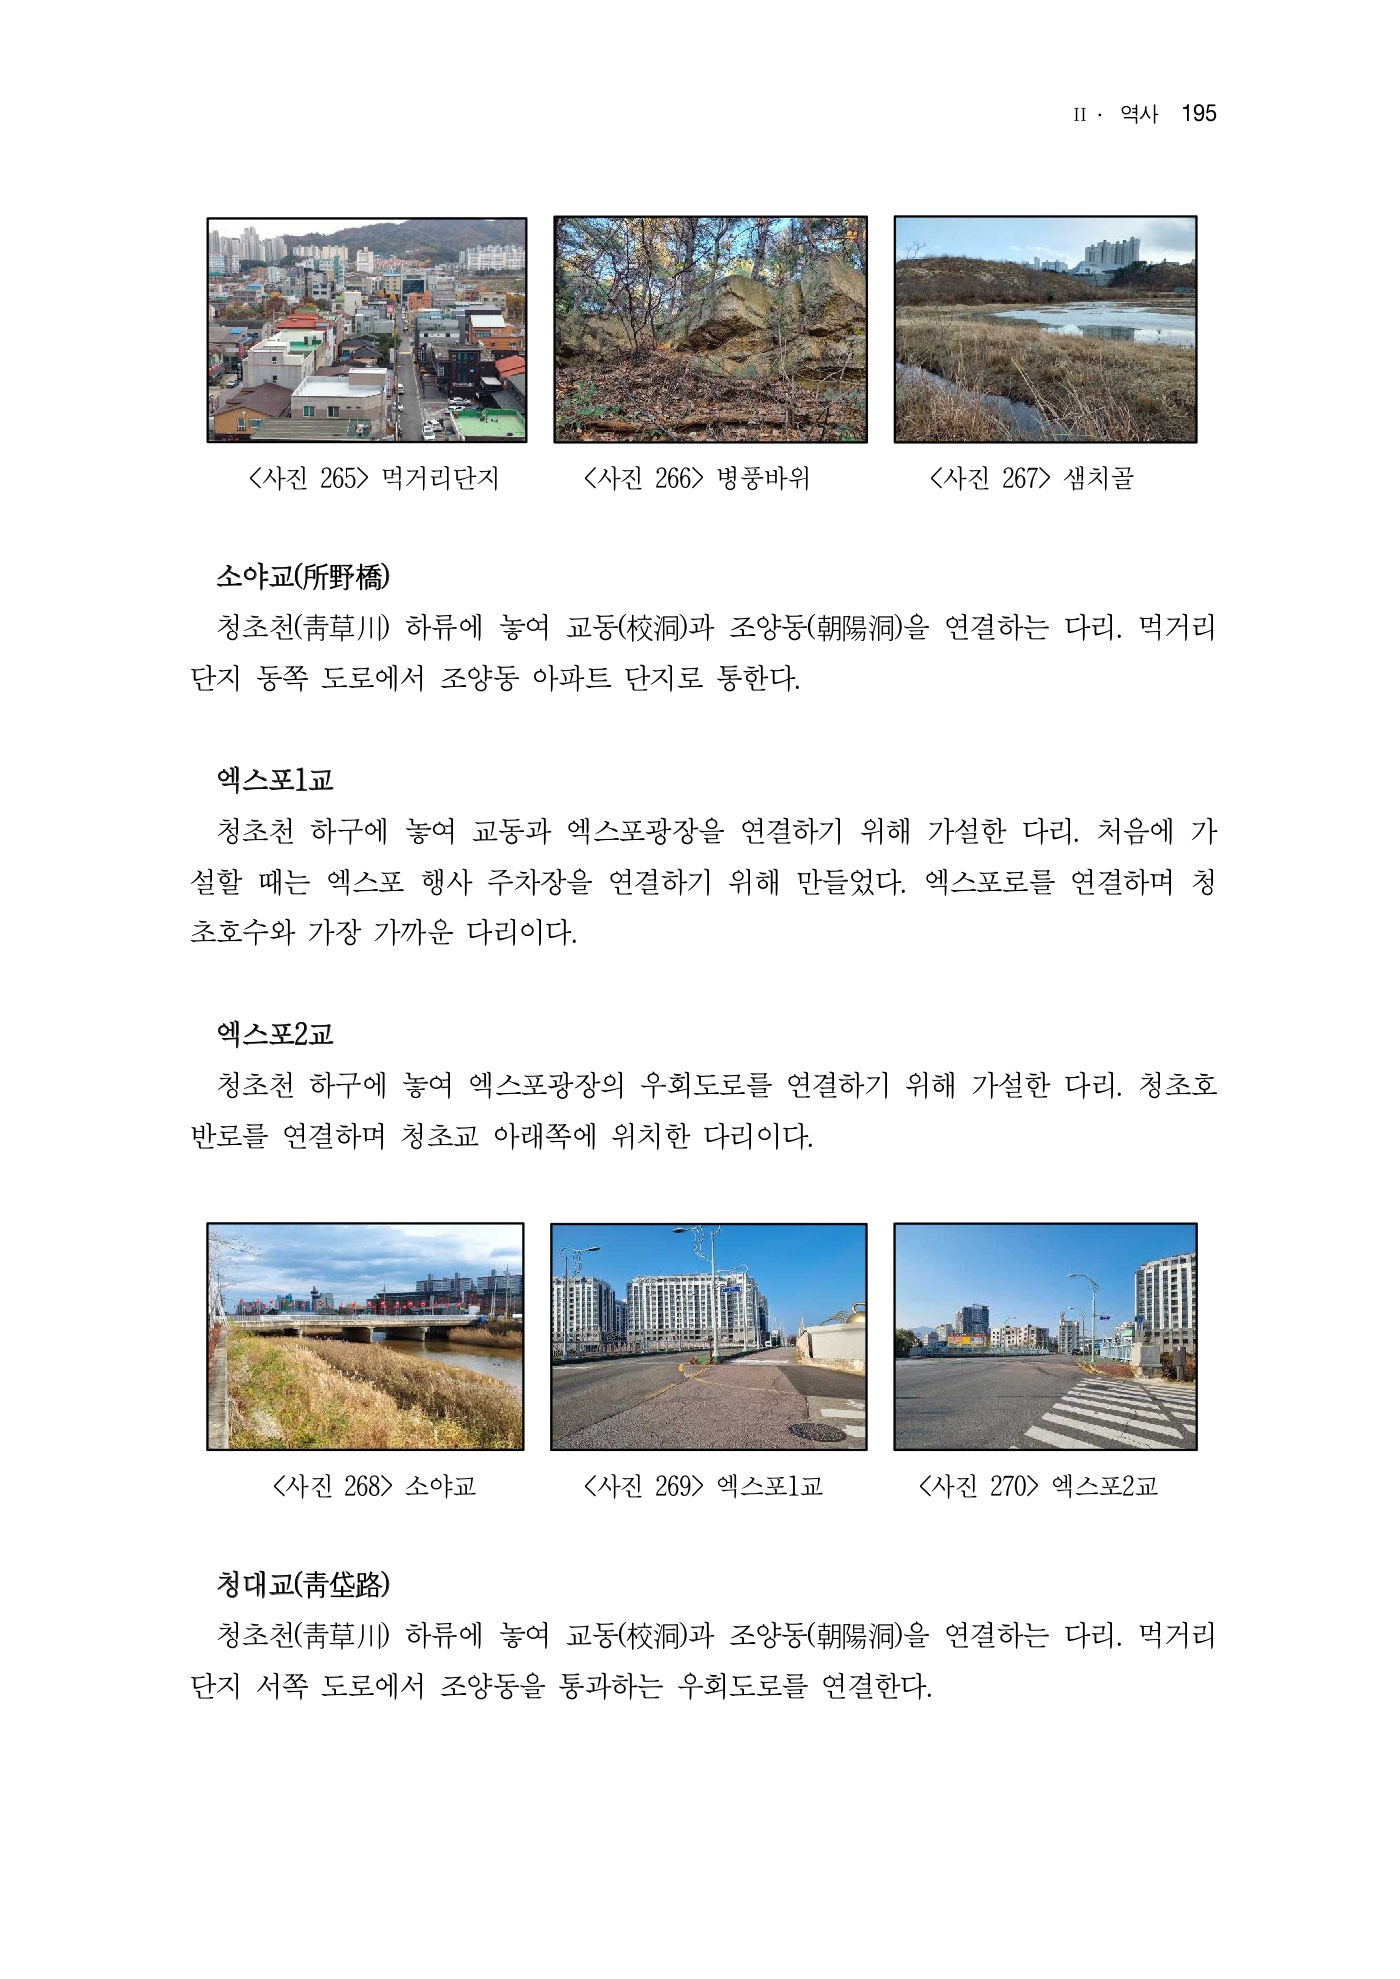 II · 역사 195
<사진 265> 먹거리단지 <사진 266> 병풍바위 <사진 267> 샘치골
소야교(所野橋)
청초천(靑草川) 하류에 놓여 교동(校洞)과 조양동(朝陽洞)을 연결하는 다리. 먹거리
단지 동쪽 도로에서 조양동 아파트 단지로 통한다.
엑스포1교
청초천 하구에 놓여 교동과 엑스포광장을 연결하기 위해 가설한 다리. 처음에 가
설할 때는 엑스포 행사 주차장을 연결하기 위해 만들었다. 엑스포로를 연결하며 청
초호수와 가장 가까운 다리이다.
엑스포2교
청초천 하구에 놓여 엑스포광장의 우회도로를 연결하기 위해 가설한 다리. 청초호
반로를 연결하며 청초교 아래쪽에 위치한 다리이다.
<사진 268> 소야교 <사진 269> 엑스포1교 <사진 270> 엑스포2교
청대교(靑垈路)
청초천(靑草川) 하류에 놓여 교동(校洞)과 조양동(朝陽洞)을 연결하는 다리. 먹거리
단지 서쪽 도로에서 조양동을 통과하는 우회도로를 연결한다.